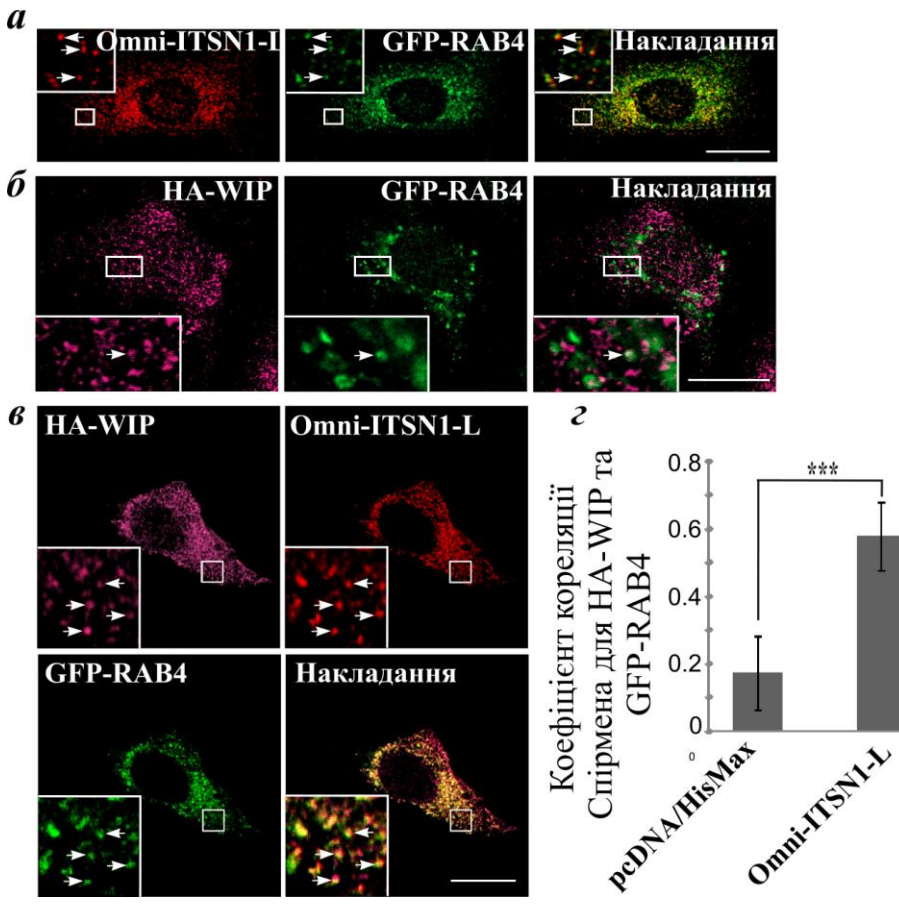 а
Omni-ITSN1-L
GFP-RAB4
Накладання
б
HA-WIP
GFP-RAB4
Накладання
в
HA-WIP
Omni-ITSN1-L
GFP-RAB4
Накладання
г
Коефіцієнт кореляції
Спірмена для HA-WIP та
GFP-RAB4
0.8
0.6
0.4
0.2
0
0
***
pcDNA/HisMax
Omni-ITSN1-L